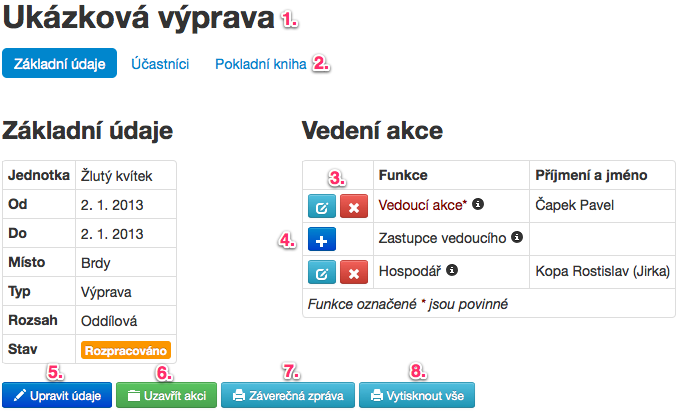 Ukázková výprava 1.
Základní údaje Účastníci Pokladní kniha 2.
Základní údaje
Jednotka Žlutý kvítek
Od 2. 1. 2013
Do 2. 1. 2013
Místo Brdy
Typ Výprava
Rozsah Oddílová
Stav Rozpracováno
Vedení akce
3. Funkce Příjmení a jméno
Vedoucí akce* Čapek Pavel
4. Zastupce vedoucího
Hospodář Kopa Rostislav (Jirka)
Funkce označené * jsou povinné
5. 6. 7. 8.
Upravit údaje Uzavřít akci Závěrečná zpráva Vytisknout vše